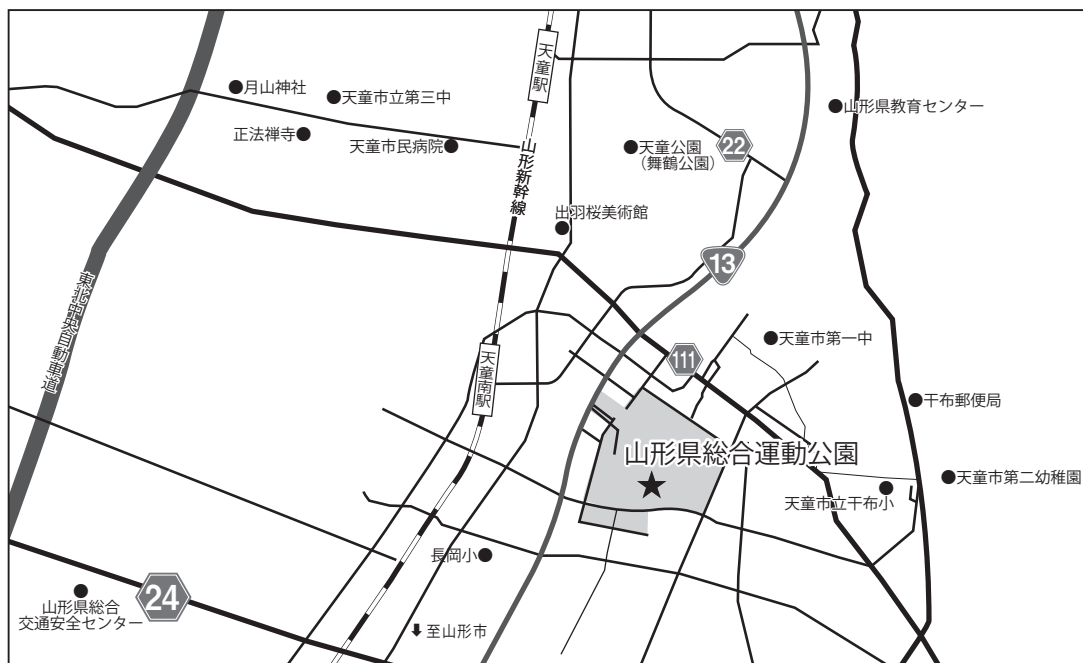 天童駅
月山神社
天童市立第三中
山形県教育センター
正法禅寺
天童市民病院
山形新幹線
天童公園
（舞鶴公園）
22
出羽桜美術館
13
東北中央自動車道
天童市第一中
天童南駅
111
干布郵便局
山形県総合運動公園
★
天童市第二幼稚園
天童市立干布小
長岡小
24
山形県総合
交通安全センター
⬇至山形市